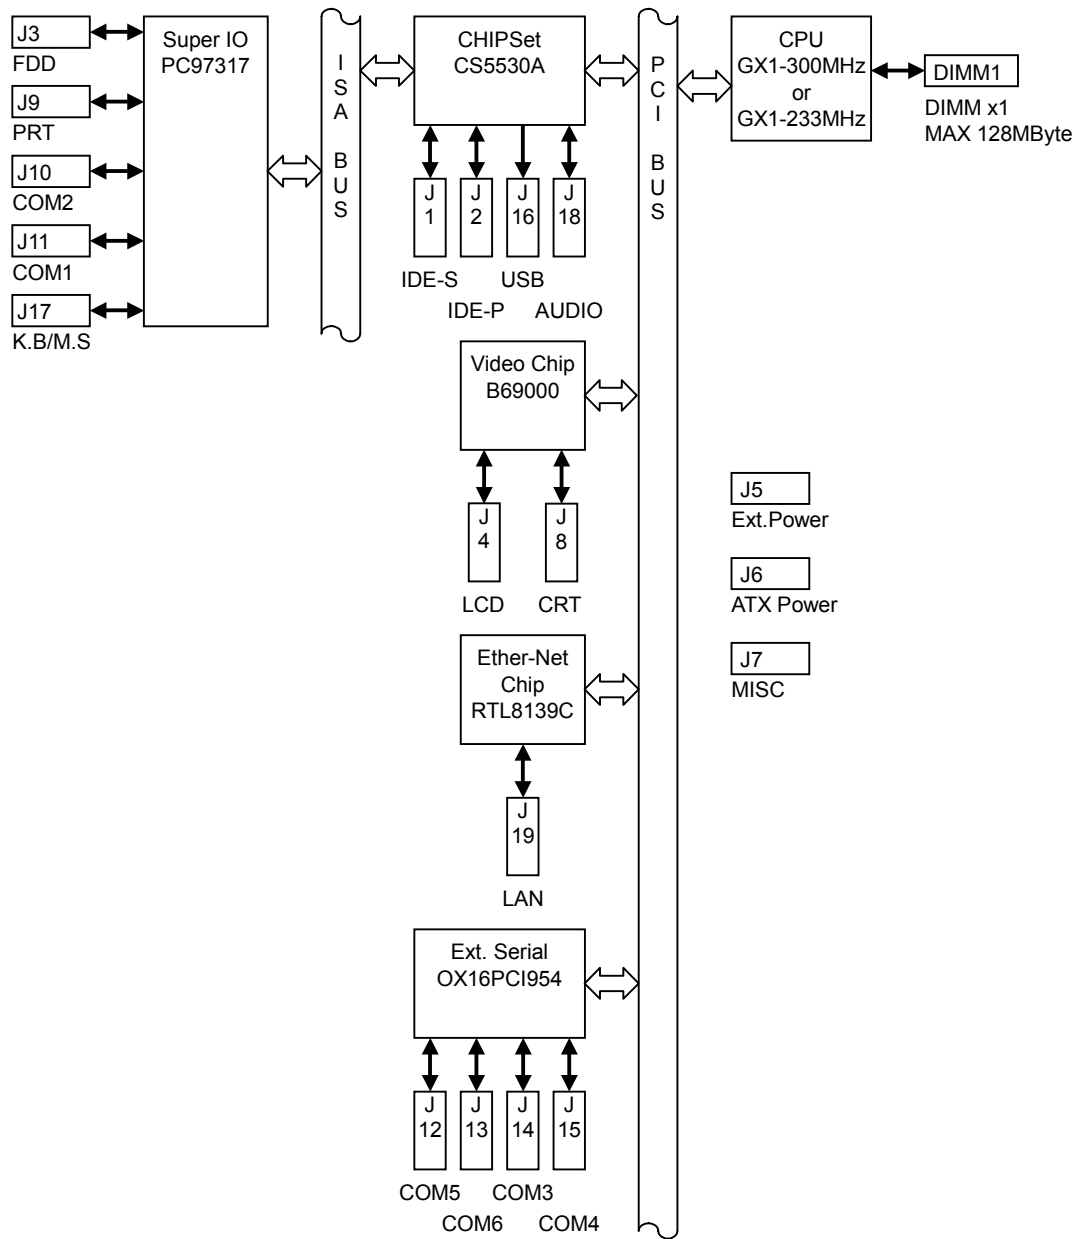 J3
FDD
J9
PRT
J10
COM2
J11
COM1
J17
K.B/M.S
Super IO
PC97317
I
S
A
B
U
S
CHIPSet
CS5530A
J
1
J
2
J
16
J
18
IDE-S
USB
IDE-P
AUDIO
P
C
I
B
U
S
CPU
GX1-300MHz
or
GX1-233MHz
DIMM1
DIMM x1
MAX 128MByte
Video Chip
B69000
J
4
J
8
LCD
CRT
J5
Ext.Power
J6
ATX Power
J7
MISC
Ether-Net
Chip
RTL8139C
J
19
LAN
Ext. Serial
OX16PCI954
J
12
J
13
J
14
J
15
COM5
COM3
COM6
COM4